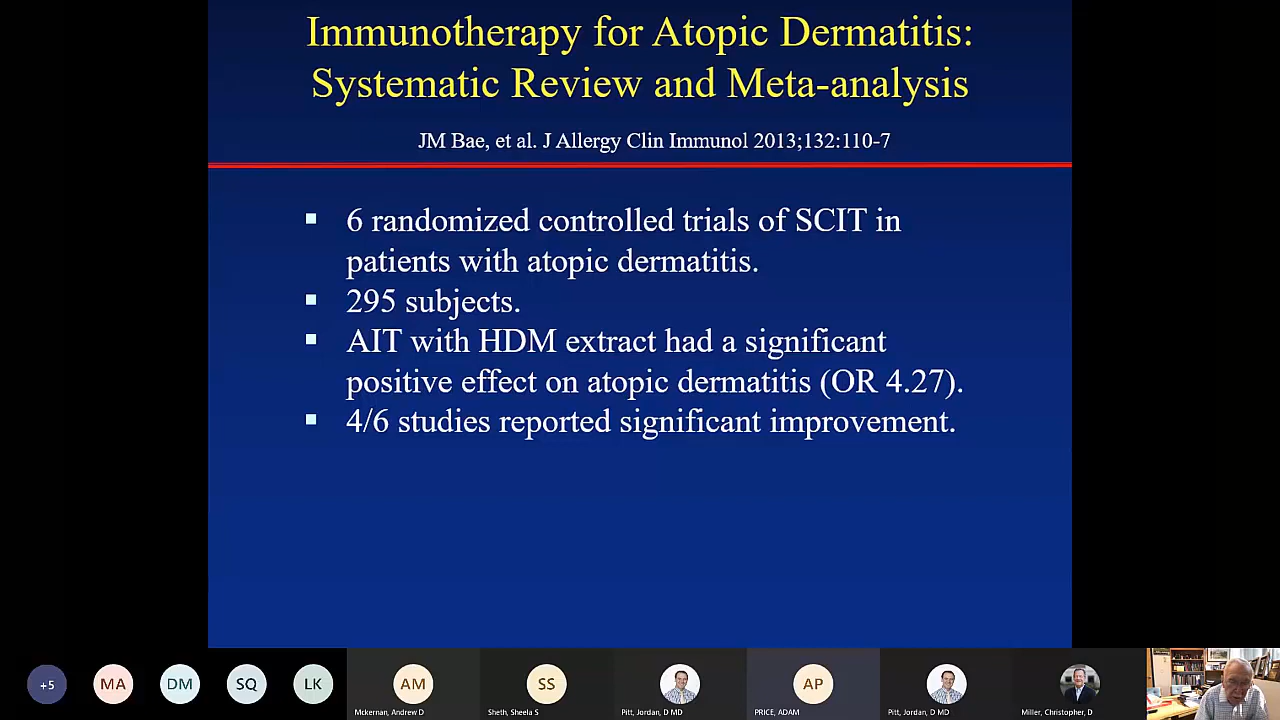 Immunotherapy for Atopic Dermatitis:
Systematic Review and Meta-analysis
JM Bae, et al. J Allergy Clin Immunol 2013;132:110-7
6 randomized controlled trials of SCIT in
patients with atopic dermatitis.
295 subjects.
AIT with HDM extract had a significant
positive effect on atopic dermatitis (OR 4.27).
4/6 studies reported significant improvement.
+5
MA
DM
SQ
LK
AM
SS
AP
Mckernan, Andrew D
Sheth, Sheela S
Pitt, Jordan, D MD
PRICE, ADAM
Pitt, Jordan, D MD
Miller, Christopher, D